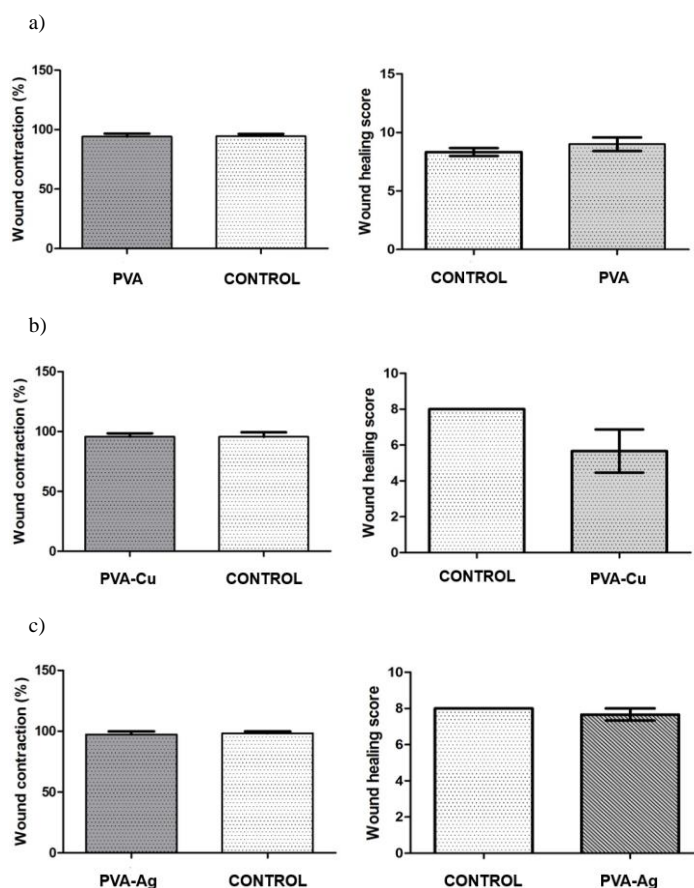 a)
Wound contraction (%)
150
100
50
0
PVA CONTROL
Wound healing score
15
10
5
0
CONTROL PVA
b)
Wound contraction (%)
150
100
50
0
PVA-Cu CONTROL
Wound healing score
10
8
6
4
2
0
CONTROL PVA-Cu
c)
Wound contraction (%)
150
100
50
0
PVA-Ag CONTROL
Wound healing score
10
8
6
4
2
0
CONTROL PVA-Ag